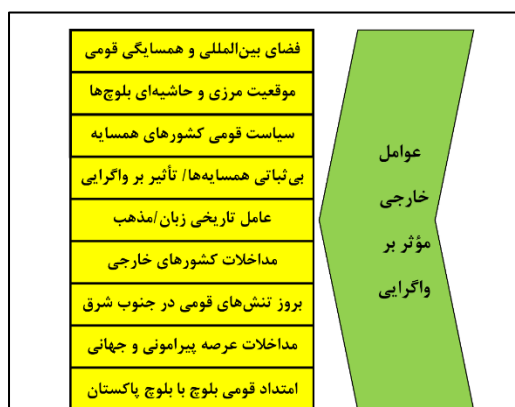 فضای بین‌المللی و همسایگی قومی
موقعیت مرزی و حاشیه‌ای بلوچ‌ها
سیاست قومی کشورهای همسایه
بی‌ثباتی همسایه‌ها/ تأثیر بر واگرایی
عامل تاریخی زبان/مذهب
مداخلات کشورهای خارجی
بروز تنش‌های قومی در جنوب شرق
مداخلات عرصه پیرامونی و جهانی
امتداد قومی بلوچ با بلوچ پاکستان
عوامل
خارجی
مؤثر بر
واگرایی